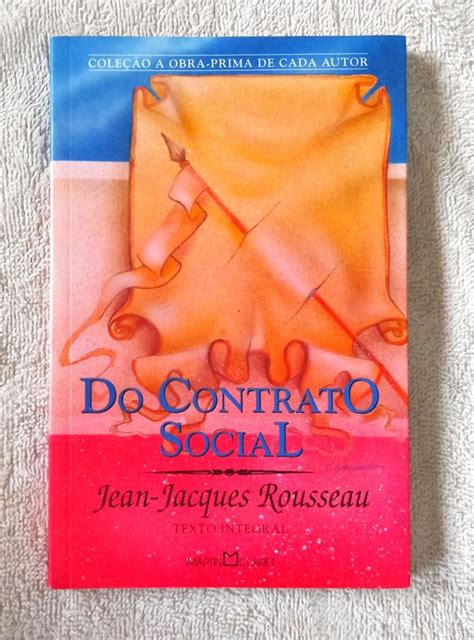 COLEÇÃO A OBRA-PRIMA DE CADA AUTOR
DO CONTRATO
SOCIAL
Jean-Jacques Rousseau
TEXTO INTEGRAL
MARTIN CLARET